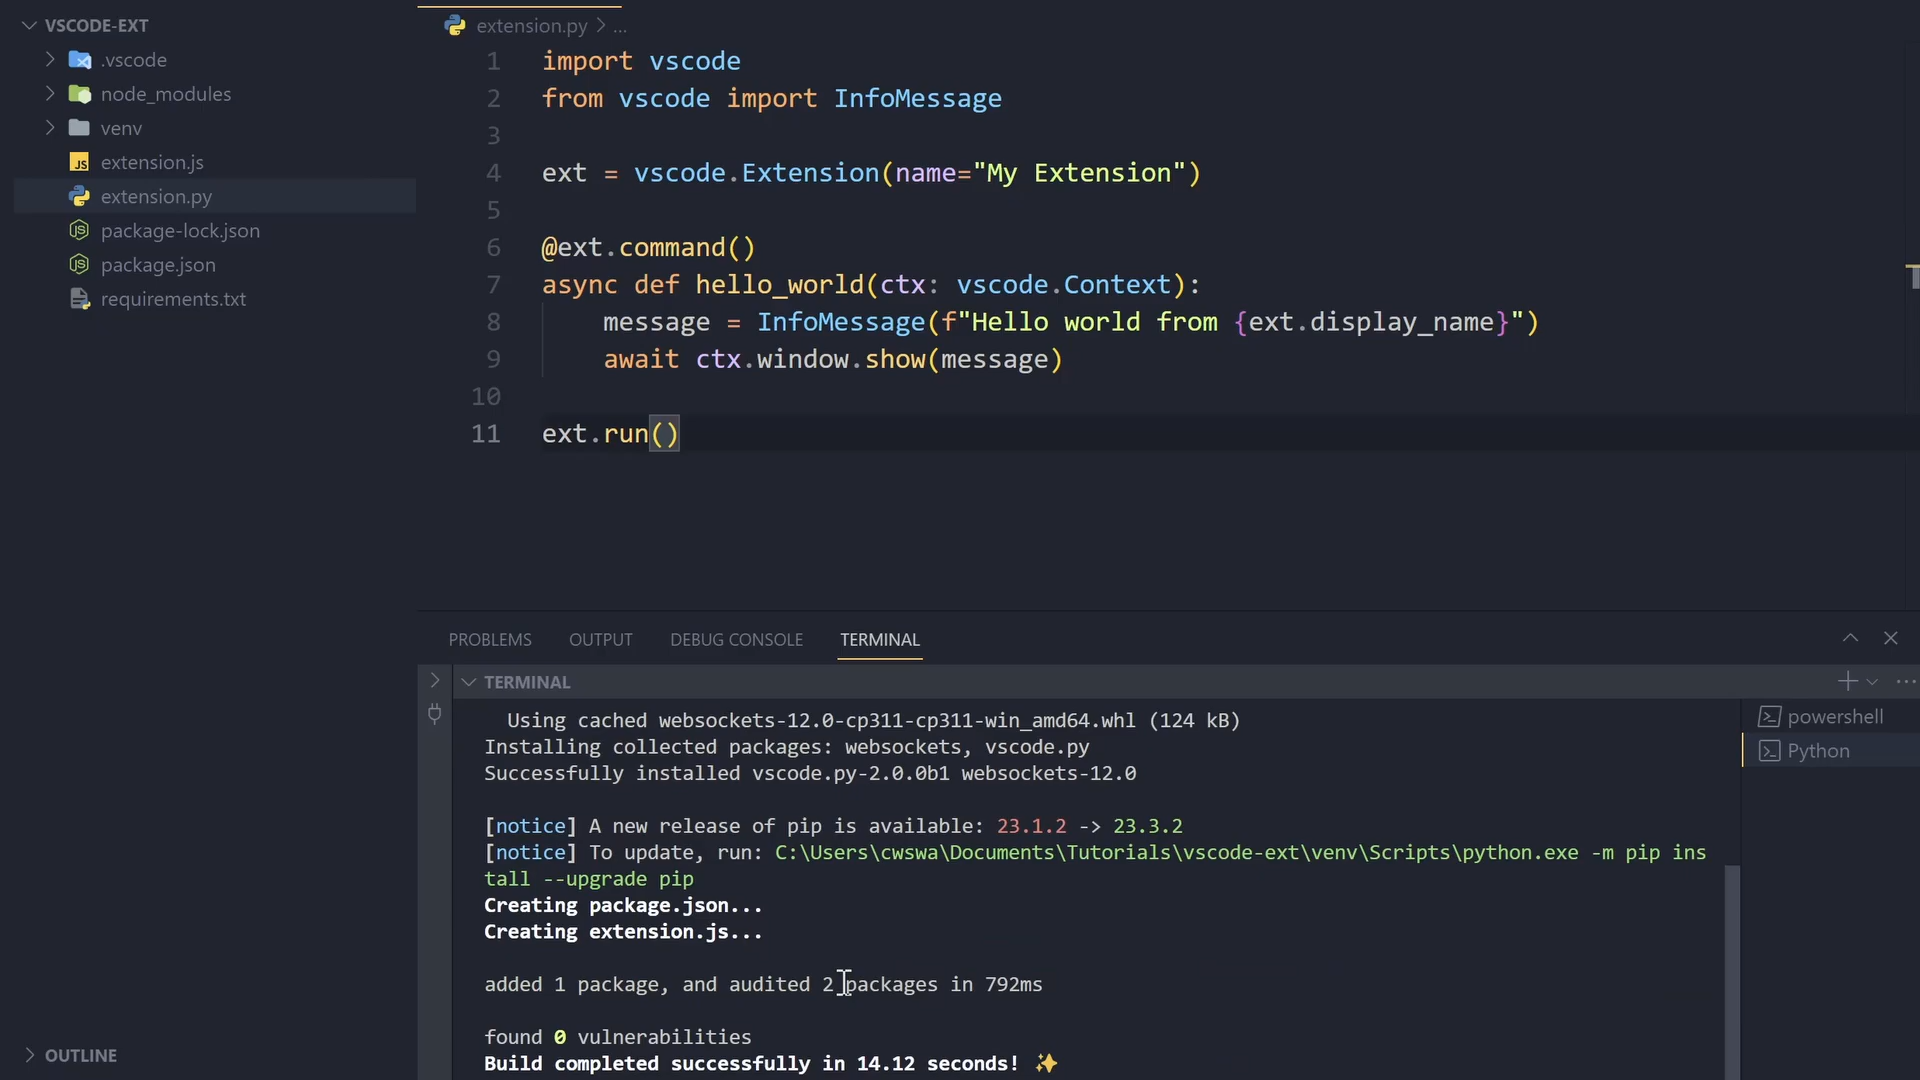 VSCODE-EXT
.vscode
node_modules
venv
JS extension.js
extension.py
package-lock.json
package.json
requirements.txt
OUTLINE
extension.py > ...
1 import vscode
2 from vscode import InfoMessage
3
4 ext = vscode.Extension(name="My Extension")
5
6 @ext.command()
7 async def hello_world(ctx: vscode.Context):
8 message = InfoMessage(f"Hello world from {ext.display_name}")
9 await ctx.window.show(message)
10
11 ext.run()
PROBLEMS OUTPUT DEBUG CONSOLE TERMINAL
TERMINAL
Using cached websockets-12.0-cp311-cp311-win_amd64.whl (124 kB)
Installing collected packages: websockets, vscode.py
Successfully installed vscode.py-2.0.0b1 websockets-12.0
[notice] A new release of pip is available: 23.1.2 -> 23.3.2
[notice] To update, run: C:\Users\cwswa\Documents\Tutorials\vscode-ext\venv\Scripts\python.exe -m pip ins
tall --upgrade pip
Creating package.json...
Creating extension.js...
added 1 package, and audited 2 packages in 792ms
found 0 vulnerabilities
Build completed successfully in 14.12 seconds! ✨
powershell
Python